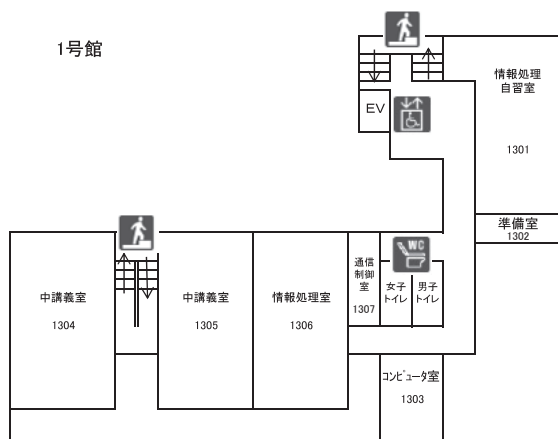 1号館
情報処理
自習室
1301
EV
準備室
1302
WC
通信
制御
室
1307
女子
トイレ
男子
トイレ
中講義室
1304
中講義室
1305
情報処理室
1306
コンピュータ室
1303